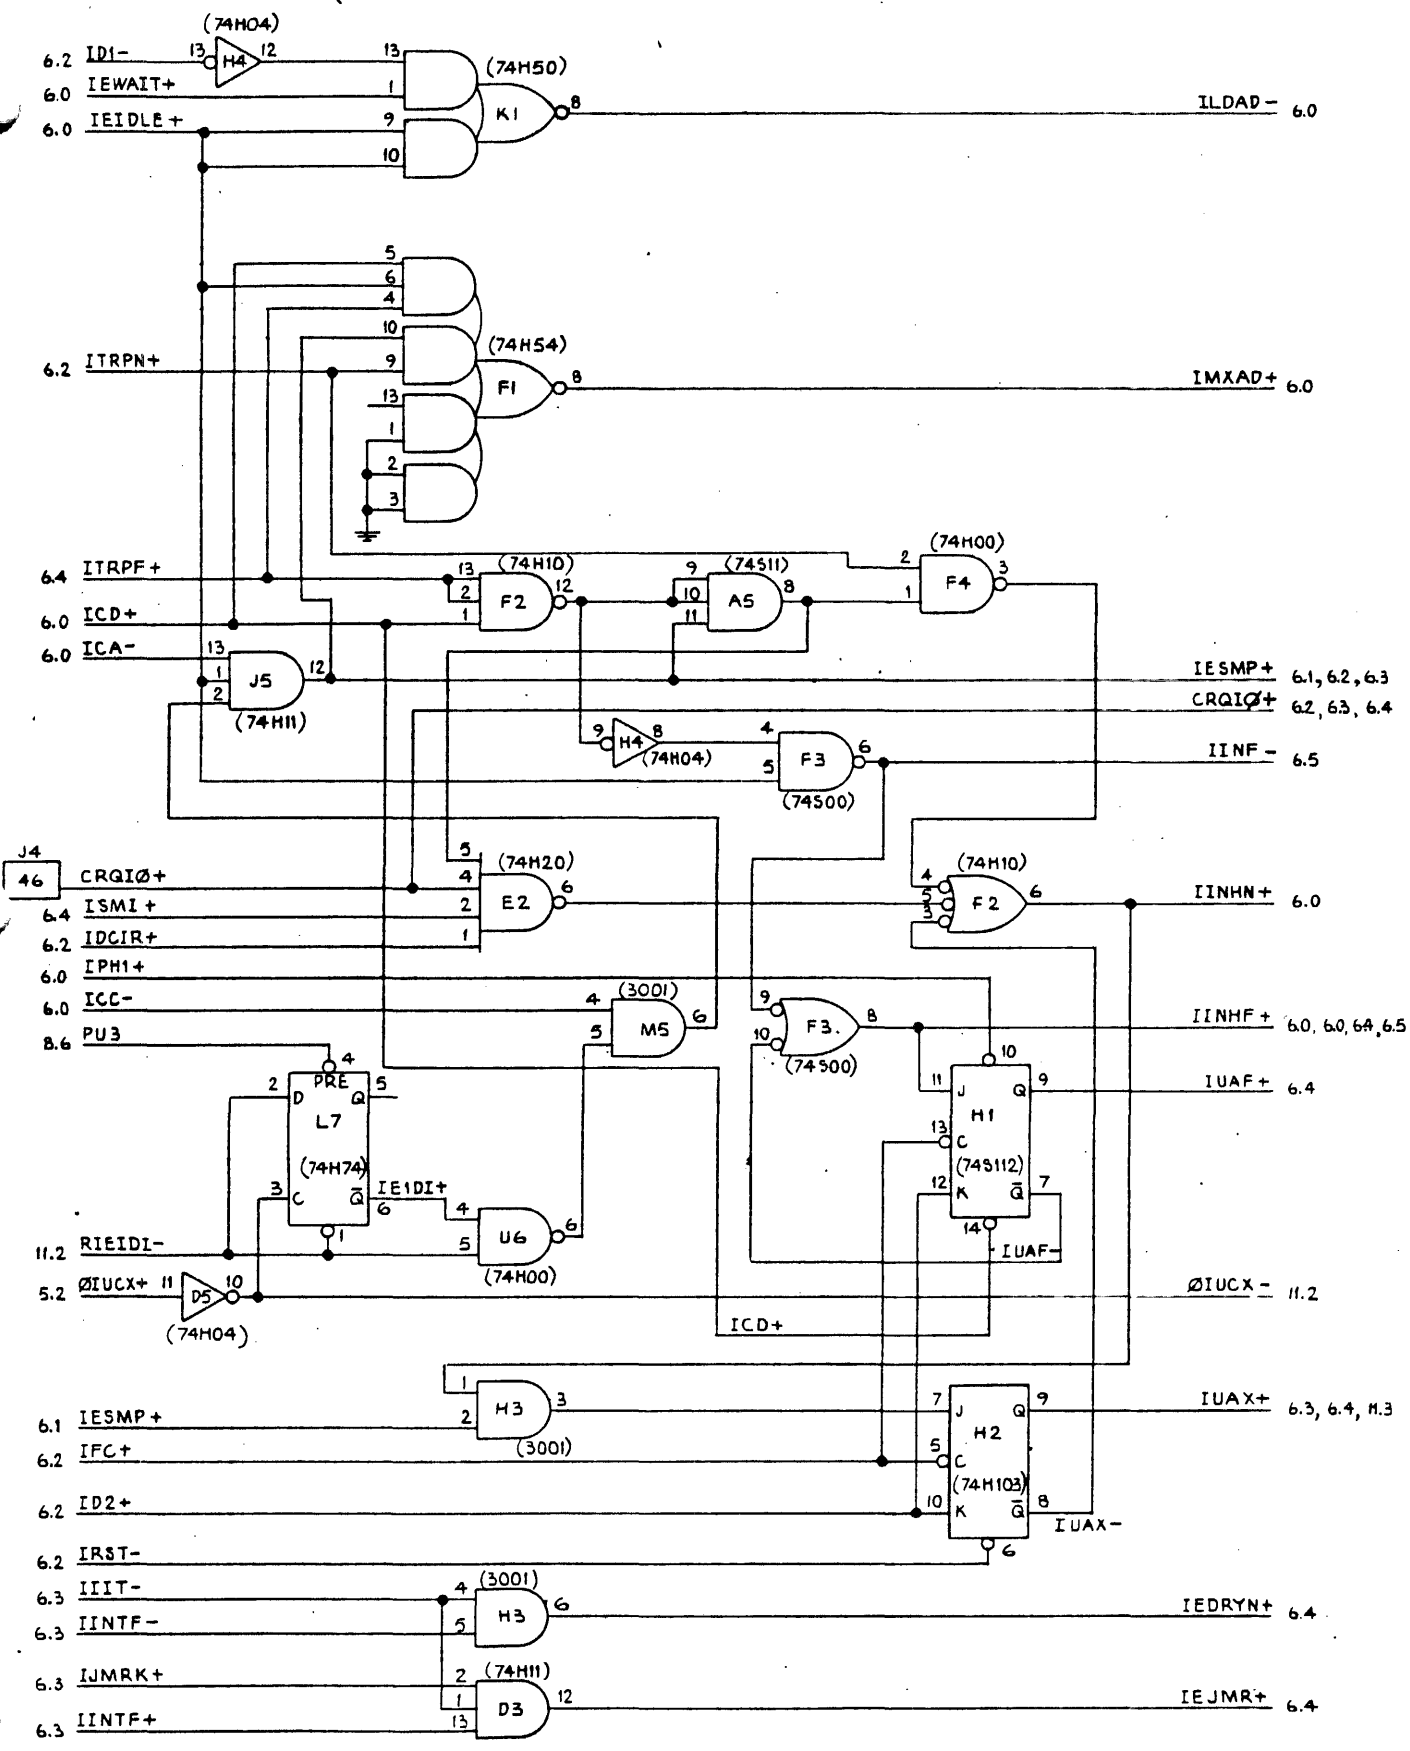 (74H04)
6.2 ID1- 13 H4 12 13
(74H50)
6.0 IEWAIT+ 1
K1 8 ILDAD- 6.0
6.0 IEIDLE+ 9
10
5
6
4
10
(74H54)
6.2 ITRPN+ 9
F1 8 IMXAD+ 6.0
13
1
2
3
(74H00)
2
F4 3
1
6.4 ITRPF+ 13 (74H10) 9 (74S11)
2 F2 12 10 A5 8
6.0 ICD+ 1 11
6.0 ICA- 13
1 J5 12 IESMP+ 6.1, 6.2, 6.3
2
(74H11)
CRQIØ+ 6.2, 6.3, 6.4
9 H4 8 4
(74H04)
F3 6 IINF- 6.5
5
(74S00)
J4
46 CRQIØ+ 5
4
(74H20)
E2 6
6.4 ISMI+ 2
6.2 IDCIR+ 1
(74H10)
4
5 F2 6 IINHN+ 6.0
3
6.0 IPH1+
6.0 ICC- 4 (3001)
M5 6
5
8.6 PU3 4
9
F3. 8 IINHF+ 6.0, 6.0, 6.4, 6.5
10
(74S00)
PRE
2 D Q 5
L7
(74H74)
3 C Q̅ 6
IE1DI+
10
11 J Q 9 IUAF+ 6.4
H1
13 C
(74S112)
12 K Q̅ 7
14
IUAF-
4
U6 6
5
(74H00)
11.2 RIEIDI- 1
5.2 ØIUCX+ 11 D5 10 ØIUCX- 11.2
(74H04)
ICD+
1
H3 3
2
(3001)
6.1 IESMP+
6.2 IFC+
6.2 ID2+
7 J Q 9 IUAX+ 6.3, 6.4, 11.3
H2
5 C
(74H103)
10 K Q̅ 8
IUAX-
6
6.2 IRST-
6.3 IIIT- 4 (3001)
H3 6 IEDRYN+ 6.4
6.3 IINTF- 5
6.3 IJMRK+ 2 (74H11)
1 D3 12 IEJMR+ 6.4
6.3 IINTF+ 13